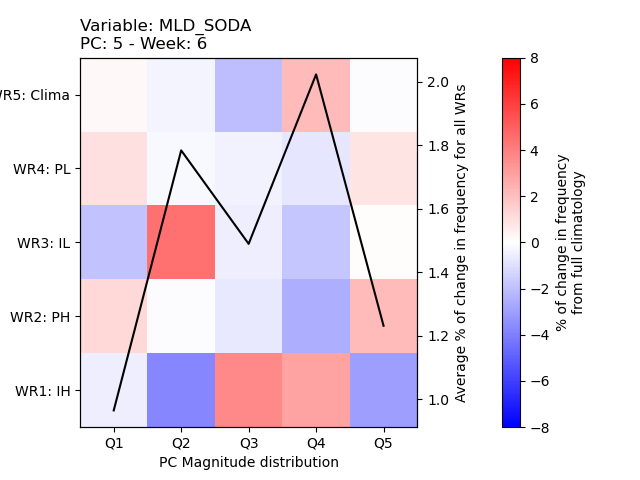 Variable: MLD_SODA
PC: 5 - Week: 6
WR5: Clima
WR4: PL
WR3: IL
WR2: PH
WR1: IH
Q1 Q2 Q3 Q4 Q5
PC Magnitude distribution
2.0
1.8
1.6
1.4
1.2
1.0
Average % of change in frequency for all WRs
8
6
4
2
0
−2
−4
−6
−8
% of change in frequency
from full climatology